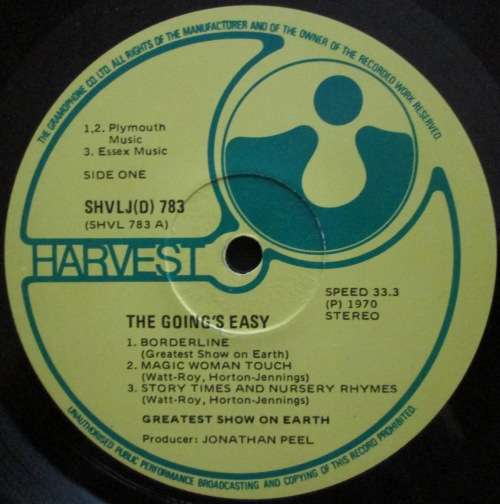 THE GRAMOPHONE CO. LTD. ALL RIGHTS OF THE MANUFACTURER AND OF THE OWNER OF THE RECORDED WORK RESERVED.
1,2. Plymouth
Music
3. Essex Music
SIDE ONE
SHVLJ(D) 783
(SHVL 783 A)
HARVEST
SPEED 33.3
(P) 1970
STEREO
THE GOING'S EASY
1. BORDERLINE
(Greatest Show on Earth)
2. MAGIC WOMAN TOUCH
(Watt-Roy, Horton-Jennings)
3. STORY TIMES AND NURSERY RHYMES
(Watt-Roy, Horton-Jennings)
GREATEST SHOW ON EARTH
Producer: JONATHAN PEEL
UNAUTHORISED PUBLIC PERFORMANCE BROADCASTING AND COPYING OF THIS RECORD PROHIBITED.